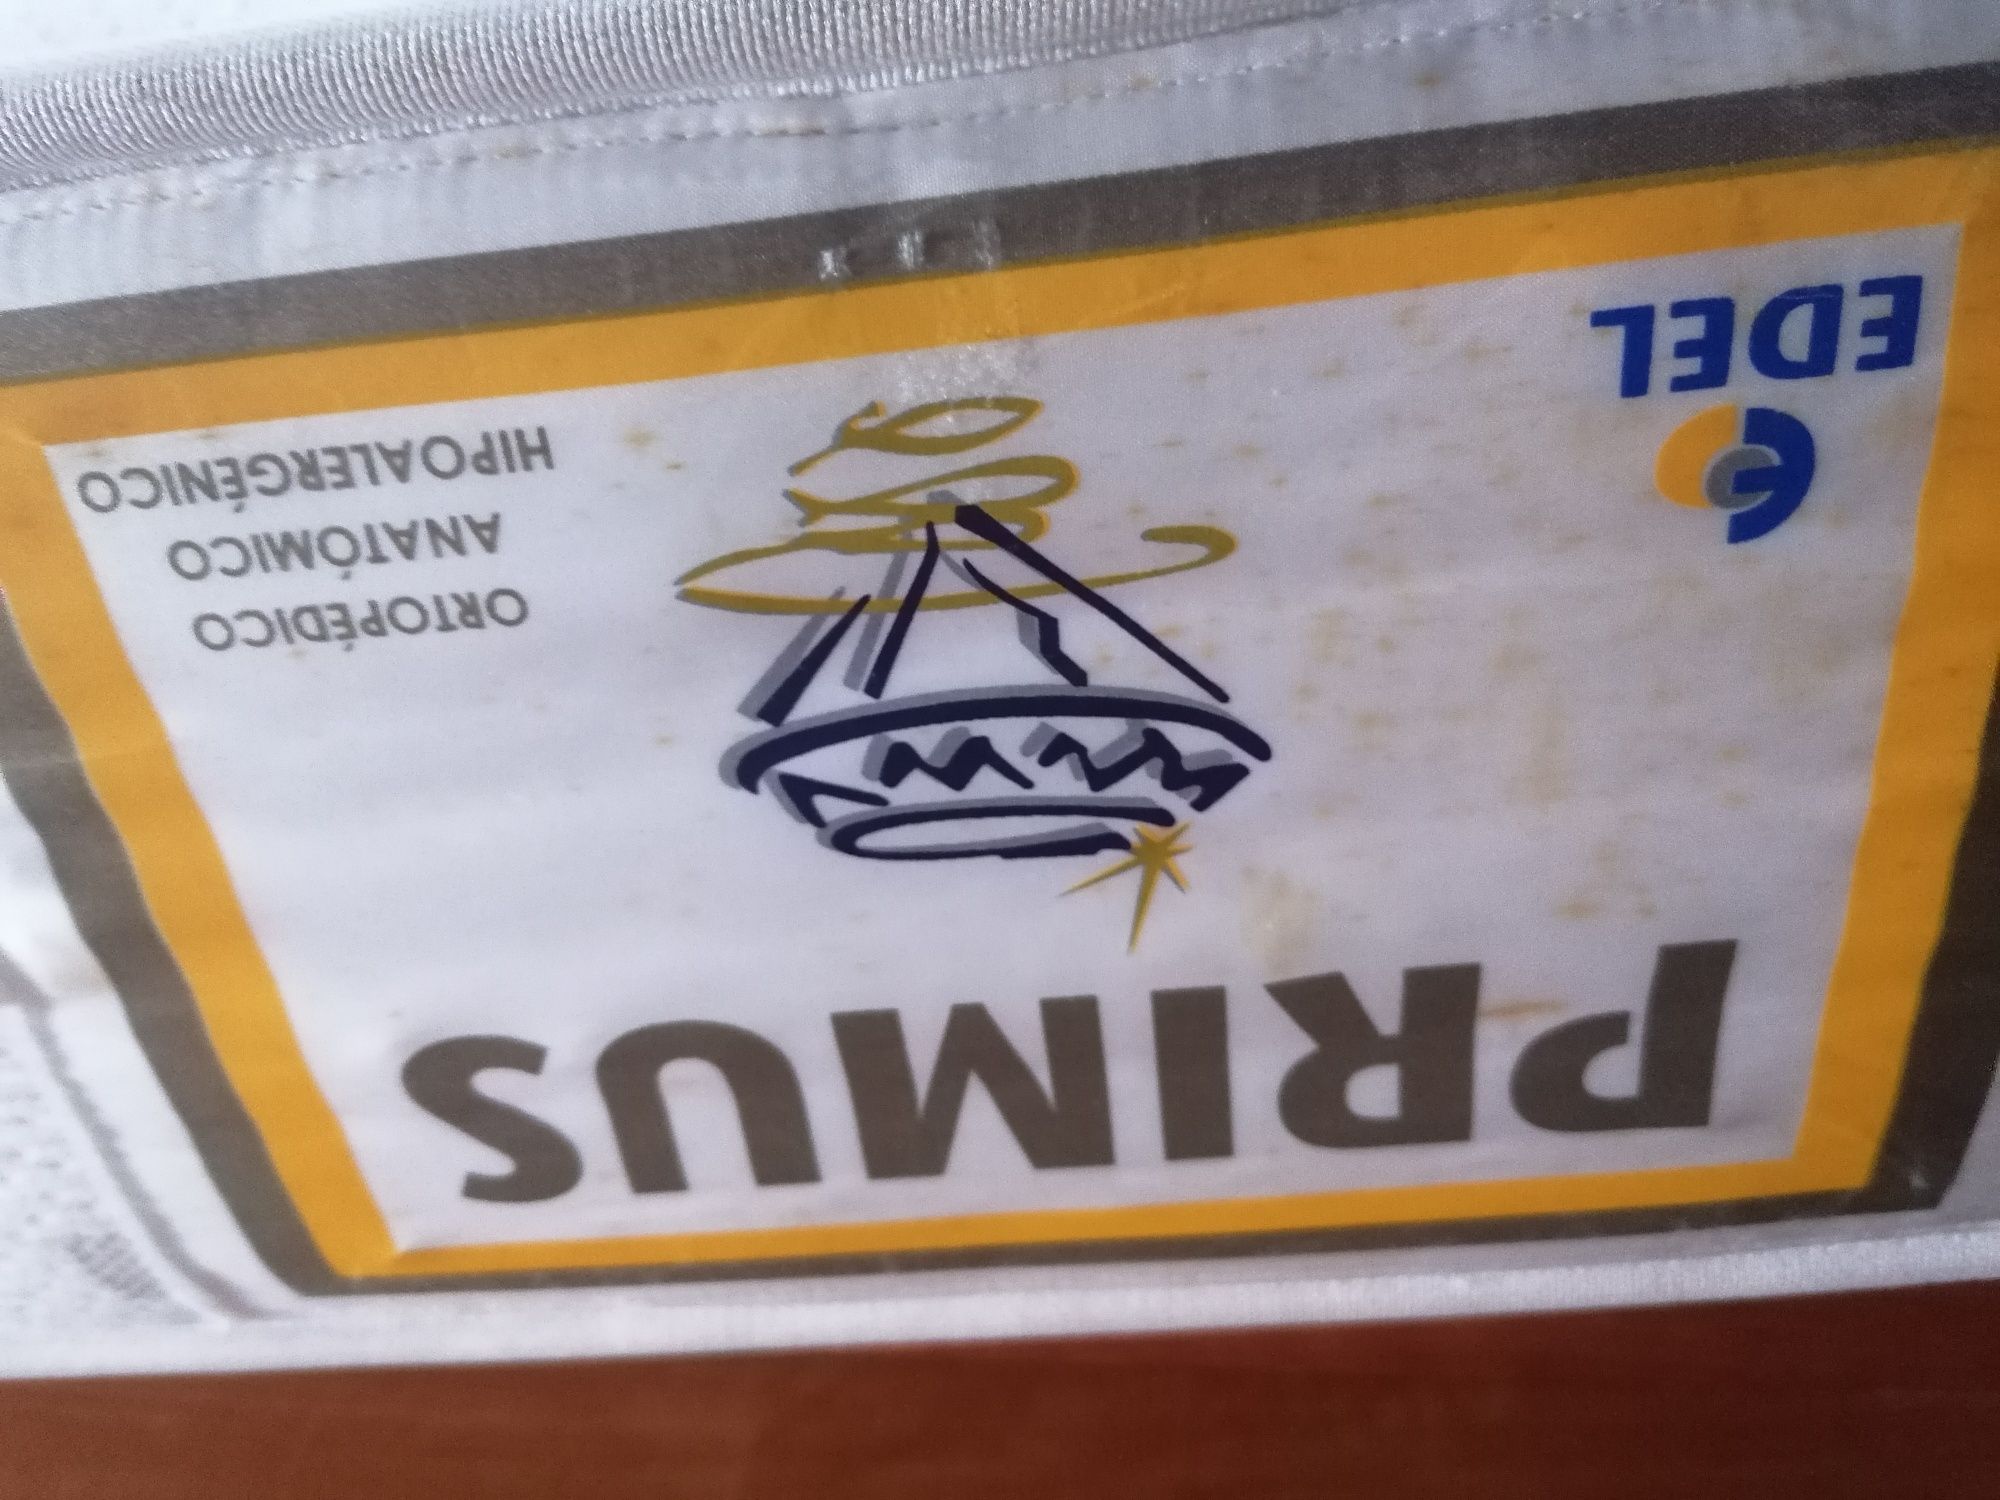 PRIMUS
EDEL
ORTOPÉDICO
ANATÓMICO
HIPOALERGÉNICO